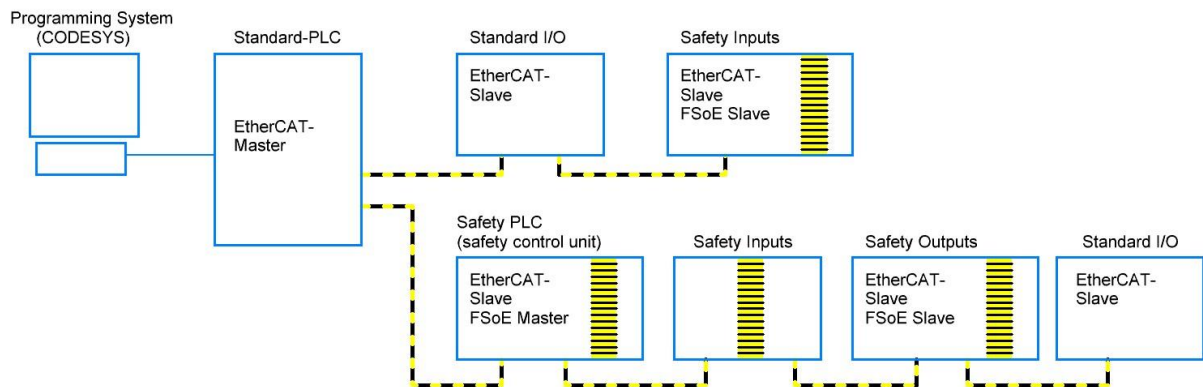 Programming System
(CODESYS)
Standard-PLC
EtherCAT-
Master
Standard I/O
EtherCAT-
Slave
Safety Inputs
EtherCAT-
Slave
FSoE Slave
Safety PLC
(safety control unit)
EtherCAT-
Slave
FSoE Master
Safety Inputs
Safety Outputs
EtherCAT-
Slave
FSoE Slave
Standard I/O
EtherCAT-
Slave